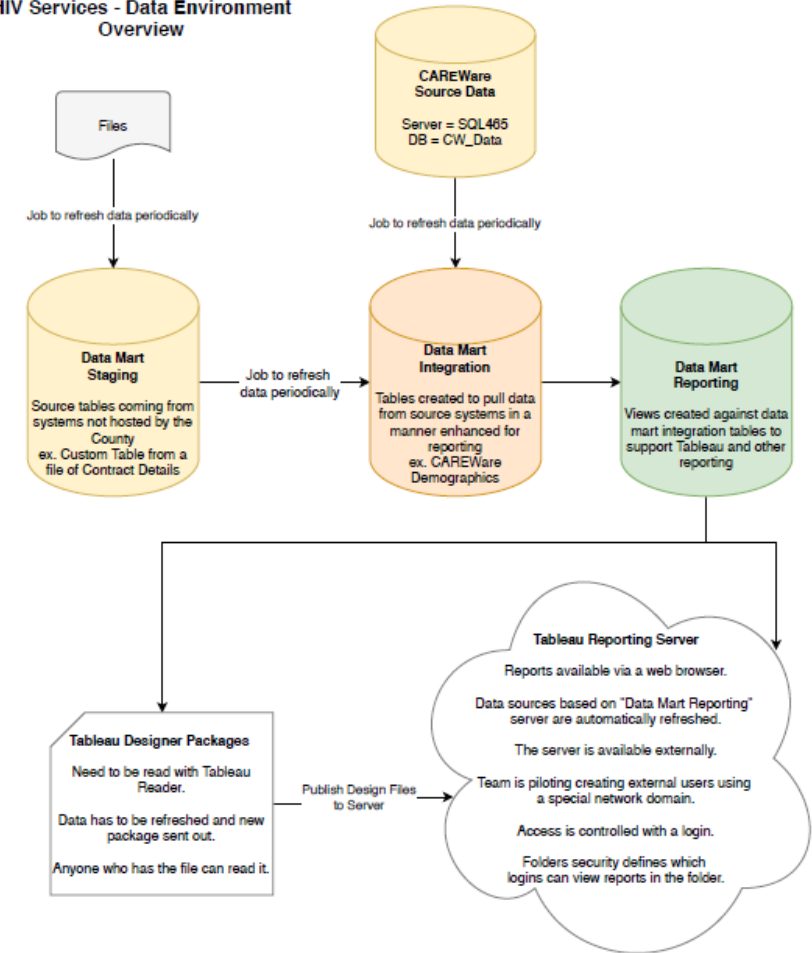 HIV Services - Data Environment
Overview
CAREWare
Source Data
Server = SQL465
DB = CW_Data
Files
Job to refresh data periodically
Job to refresh data periodically
Data Mart
Staging
Source tables coming from
systems not hosted by the
County
ex. Custom Table from a
file of Contract Details
Job to refresh
data periodically
Data Mart
Integration
Tables created to pull data
from source systems in a
manner enhanced for
reporting
ex. CAREWare
Demographics
Data Mart
Reporting
Views created against data
mart integration tables to
support Tableau and other
reporting
Tableau Designer Packages
Need to be read with Tableau
Reader.
Data has to be refreshed and new
package sent out.
Anyone who has the file can read it.
Publish Design Files
to Server
Tableau Reporting Server
Reports available via a web browser.
Data sources based on "Data Mart Reporting"
server are automatically refreshed.
The server is available externally.
Team is piloting creating external users using
a special network domain.
Access is controlled with a login.
Folders security defines which
logins can view reports in the folder.